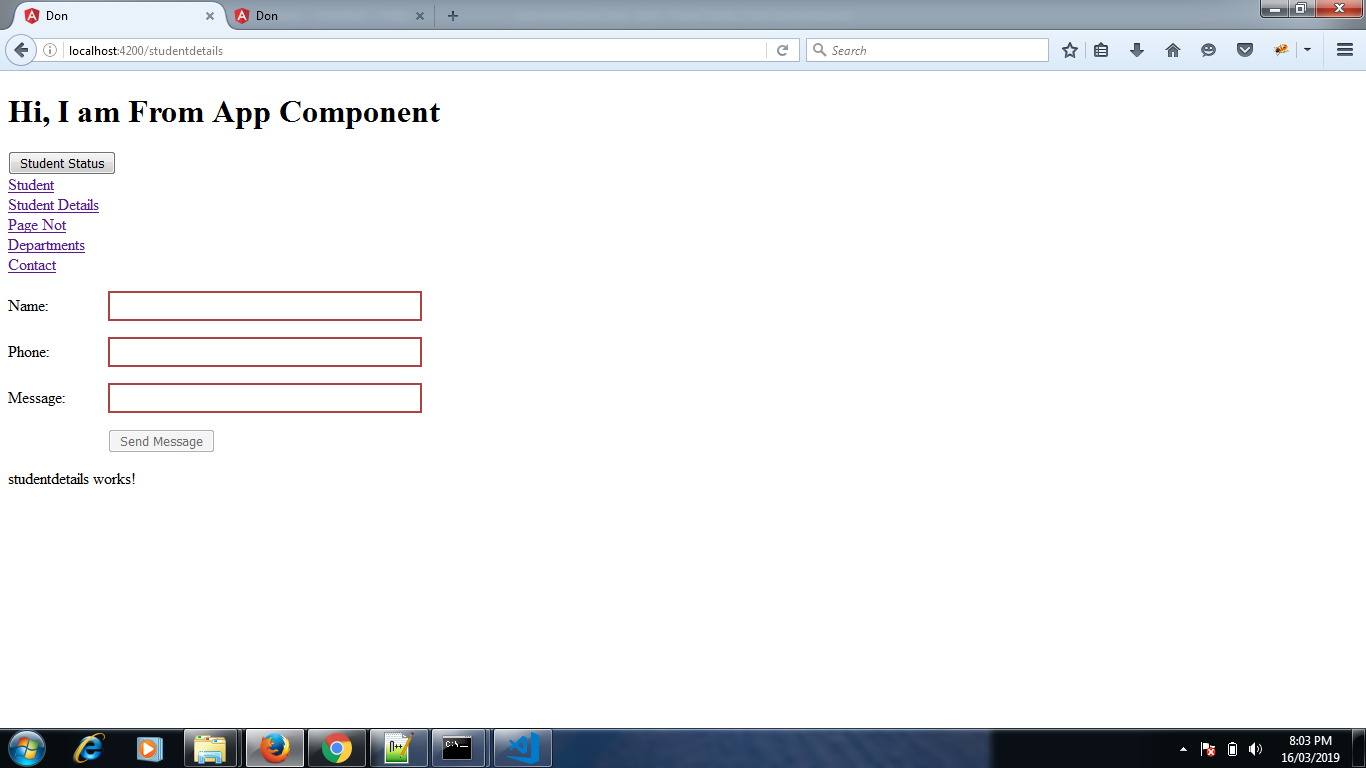 Don
Don
localhost:4200/studentdetails
Search
Hi, I am From App Component
Student Status
Student
Student Details
Page Not
Departments
Contact
Name:
Phone:
Message:
Send Message
studentdetails works!
8:03 PM
16/03/2019